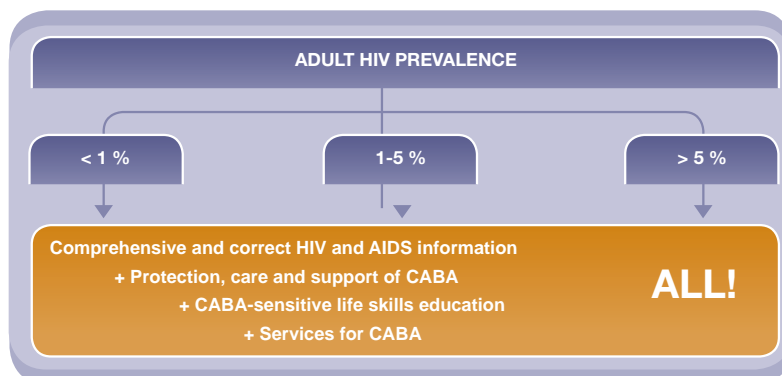 ADULT HIV PREVALENCE
< 1 %
1-5 %
> 5 %
Comprehensive and correct HIV and AIDS information
+ Protection, care and support of CABA
+ CABA-sensitive life skills education
+ Services for CABA
ALL!